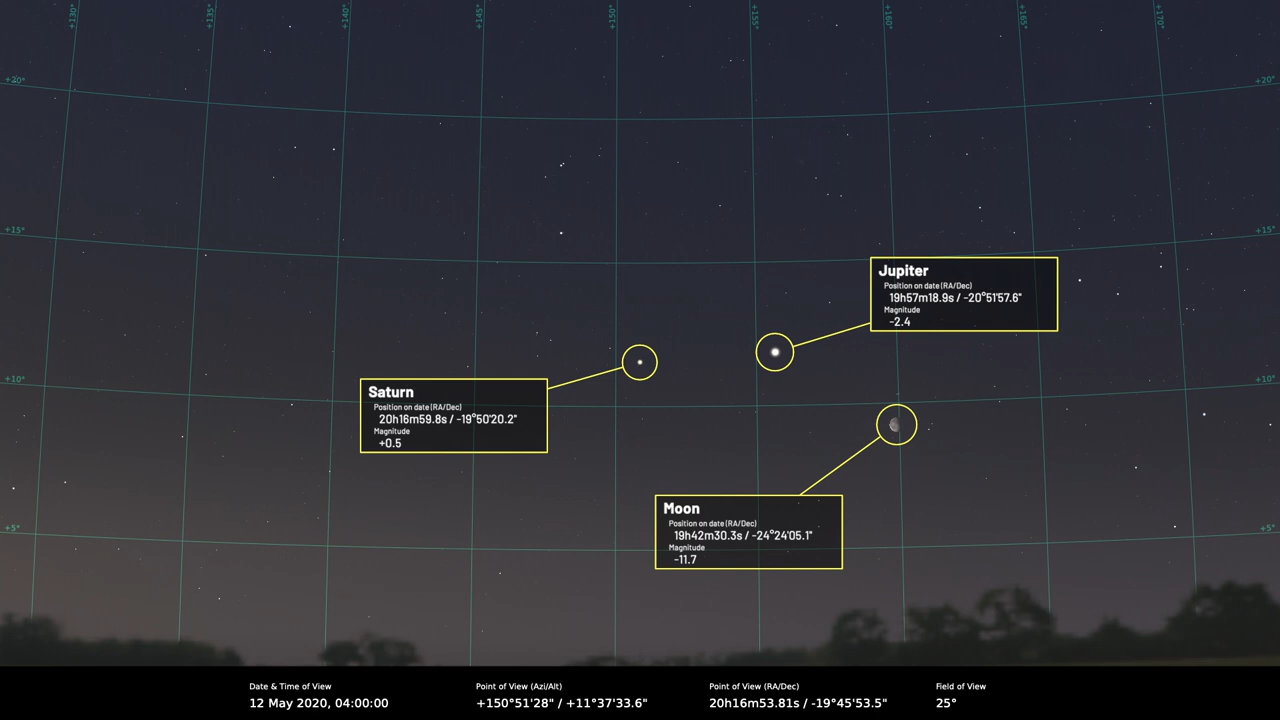 +130°
+135°
+140°
+145°
+150°
+155°
+160°
+165°
+170°
+20°
+20°
+15°
+15°
+10°
+10°
+5°
+5°
Jupiter
Position on date (RA/Dec)
19h57m18.9s / -20°51'57.6"
Magnitude
-2.4
Saturn
Position on date (RA/Dec)
20h16m59.8s / -19°50'20.2"
Magnitude
+0.5
Moon
Position on date (RA/Dec)
19h42m30.3s / -24°24'05.1"
Magnitude
-11.7
Date & Time of View
12 May 2020, 04:00:00
Point of View (Azi/Alt)
+150°51'28" / +11°37'33.6"
Point of View (RA/Dec)
20h16m53.81s / -19°45'53.5"
Field of View
25°